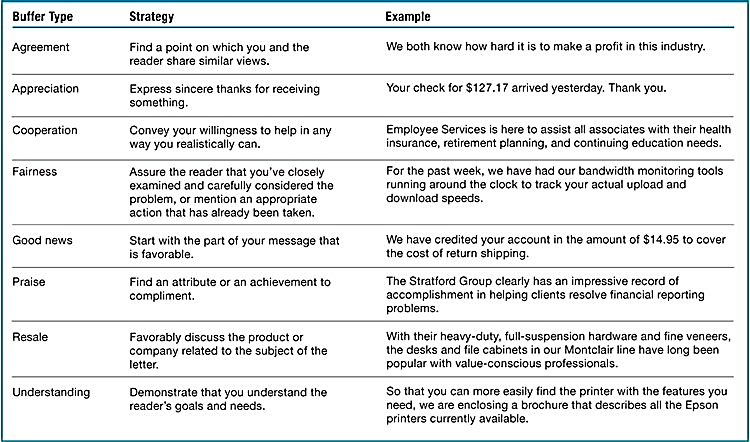 Buffer Type Strategy Example
Agreement Find a point on which you and the We both know how hard it is to make a profit in this industry.
reader share similar views.
Appreciation Express sincere thanks for receiving Your check for $127.17 arrived yesterday. Thank you.
something.
Cooperation Convey your willingness to help in any Employee Services is here to assist all associates with their health
way you realistically can. insurance, retirement planning, and continuing education needs.
Fairness Assure the reader that you've closely For the past week, we have had our bandwidth monitoring tools
examined and carefully considered the running around the clock to track your actual upload and
problem, or mention an appropriate download speeds.
action that has already been taken.
Good news Start with the part of your message that We have credited your account in the amount of $14.95 to cover
is favorable. the cost of return shipping.
Praise Find an attribute or an achievement to The Stratford Group clearly has an impressive record of
compliment. accomplishment in helping clients resolve financial reporting
problems.
Resale Favorably discuss the product or With their heavy-duty, full-suspension hardware and fine veneers,
company related to the subject of the the desks and file cabinets in our Montclair line have long been
letter. popular with value-conscious professionals.
Understanding Demonstrate that you understand the So that you can more easily find the printer with the features you
reader's goals and needs. need, we are enclosing a brochure that describes all the Epson
printers currently available.